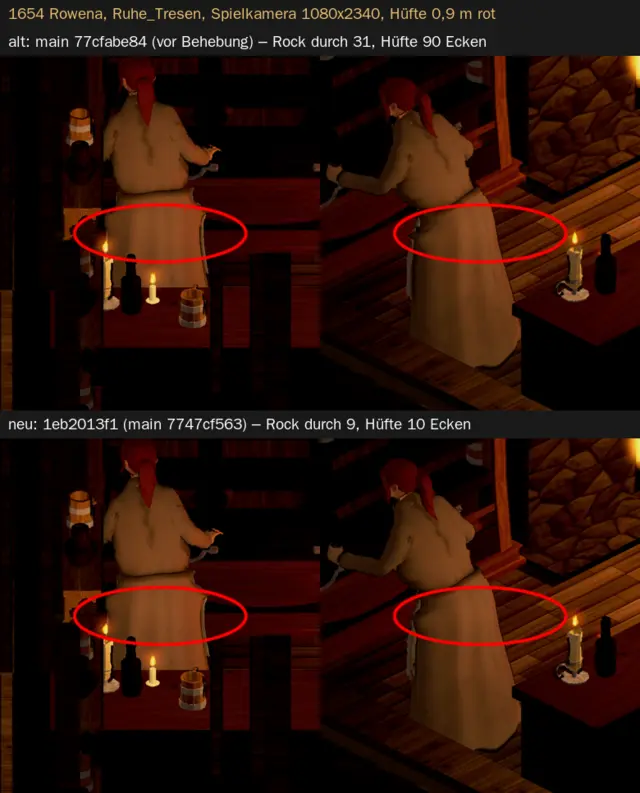 1654 Rowena, Ruhe_Tresen, Spielkamera 1080x2340, Hüfte 0,9 m rot
alt: main 77cfabe84 (vor Behebung) – Rock durch 31, Hüfte 90 Ecken
neu: 1eb2013f1 (main 7747cf563) – Rock durch 9, Hüfte 10 Ecken